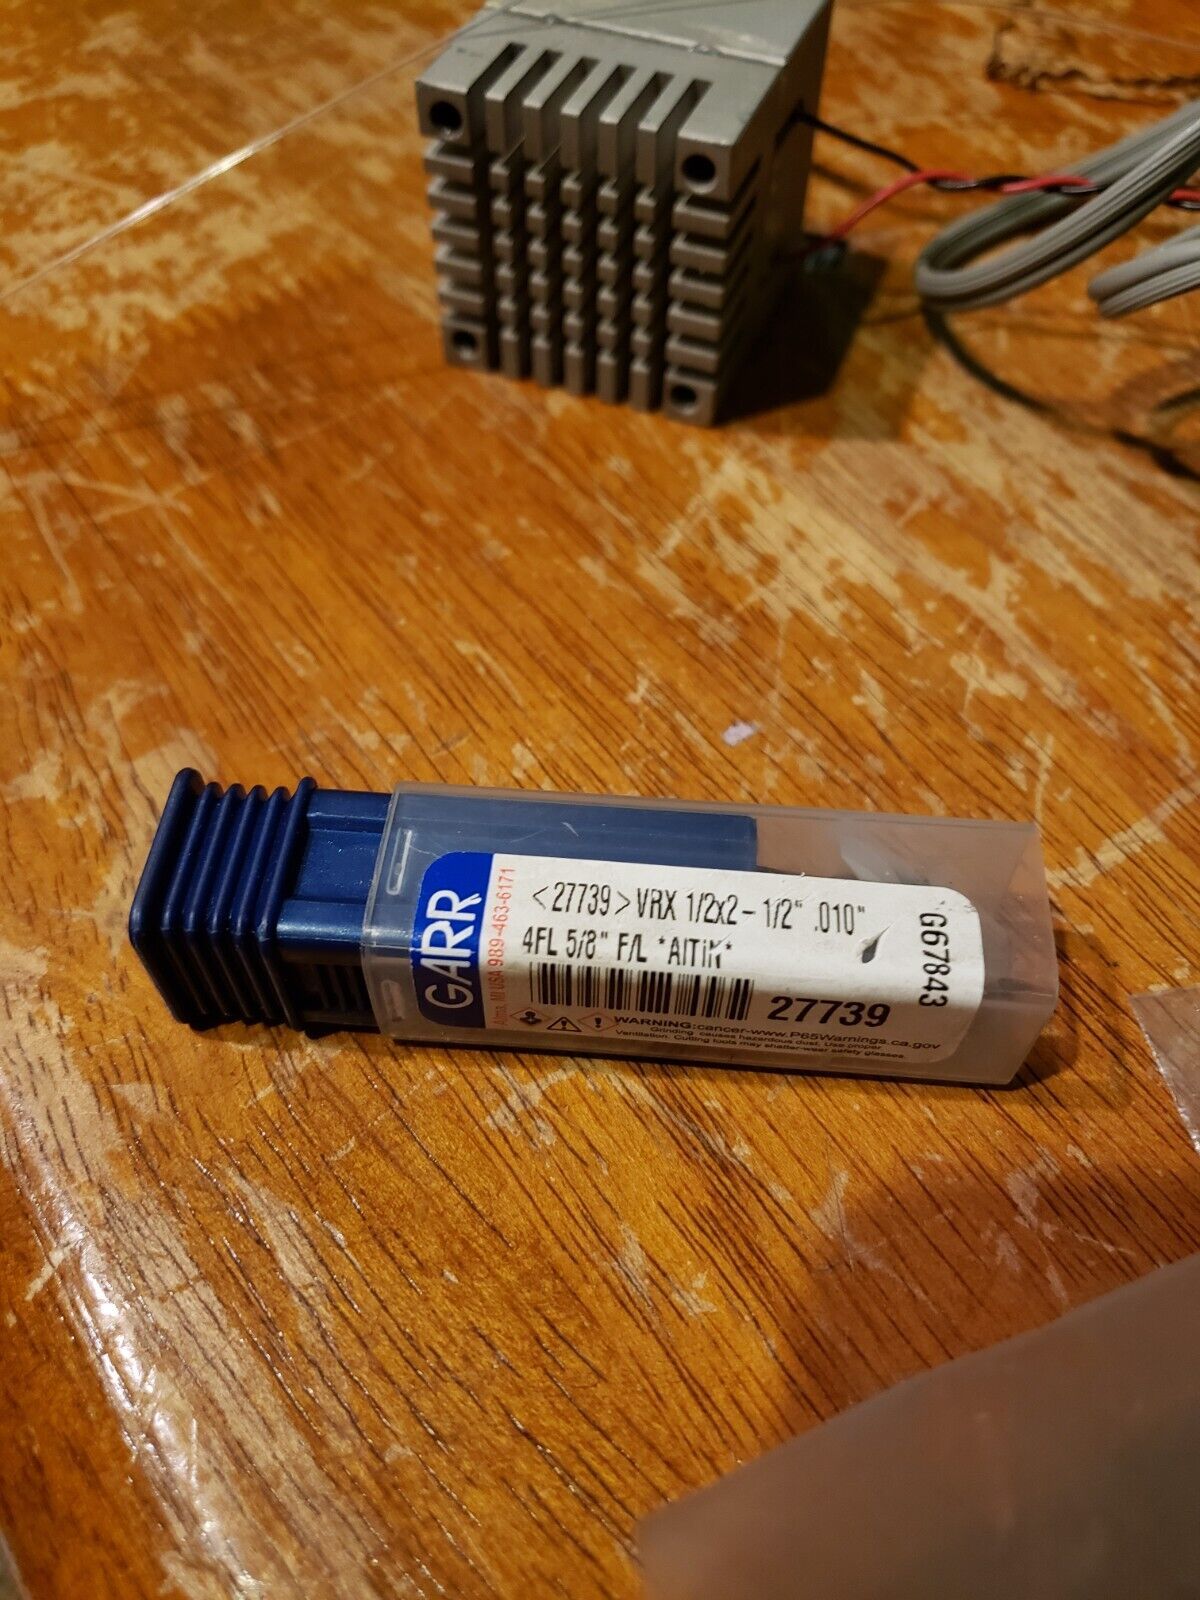 GARR
Alma, MI USA 989-463-6171
<27739> VRX 1/2x2-1/2" .010"
4FL 5/8" F/L *AlTiN*
27739
WARNING:cancer-www.P65Warnings.ca.gov
Grinding causes hazardous dust. Use proper
Ventilation. Cutting tools may shatter-wear safety glasses.
G67843